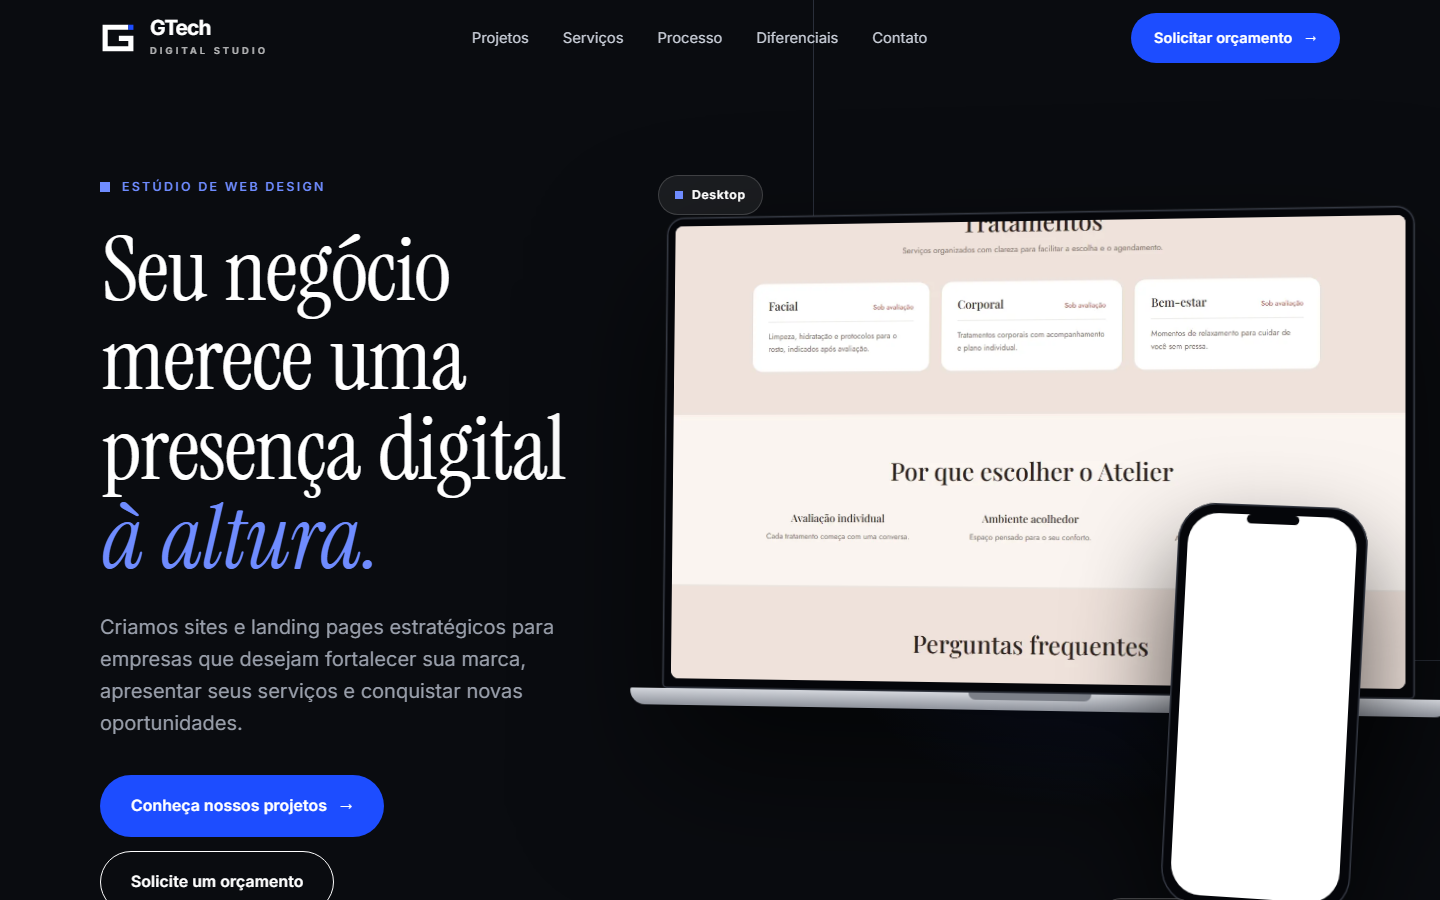 GTech
DIGITAL STUDIO
Projetos
Serviços
Processo
Diferenciais
Contato
Solicitar orçamento →
ESTÚDIO DE WEB DESIGN
Seu negócio
merece uma
presença digital
à altura.
Criamos sites e landing pages estratégicos para
empresas que desejam fortalecer sua marca,
apresentar seus serviços e conquistar novas
oportunidades.
Conheça nossos projetos →
Solicite um orçamento
Desktop
Tratamentos
Serviços organizados com clareza para facilitar a escolha e o agendamento.
Facial
Sob avaliação
Limpeza, hidratação e protocolos para o
rosto, indicados após avaliação.
Corporal
Sob avaliação
Tratamentos corporais com acompanhamento
e plano individual.
Bem-estar
Sob avaliação
Momentos de relaxamento para cuidar de
você sem pressa.
Por que escolher o Atelier
Avaliação individual
Cada tratamento começa com uma conversa.
Ambiente acolhedor
Espaço pensado para o seu conforto.
Perguntas frequentes